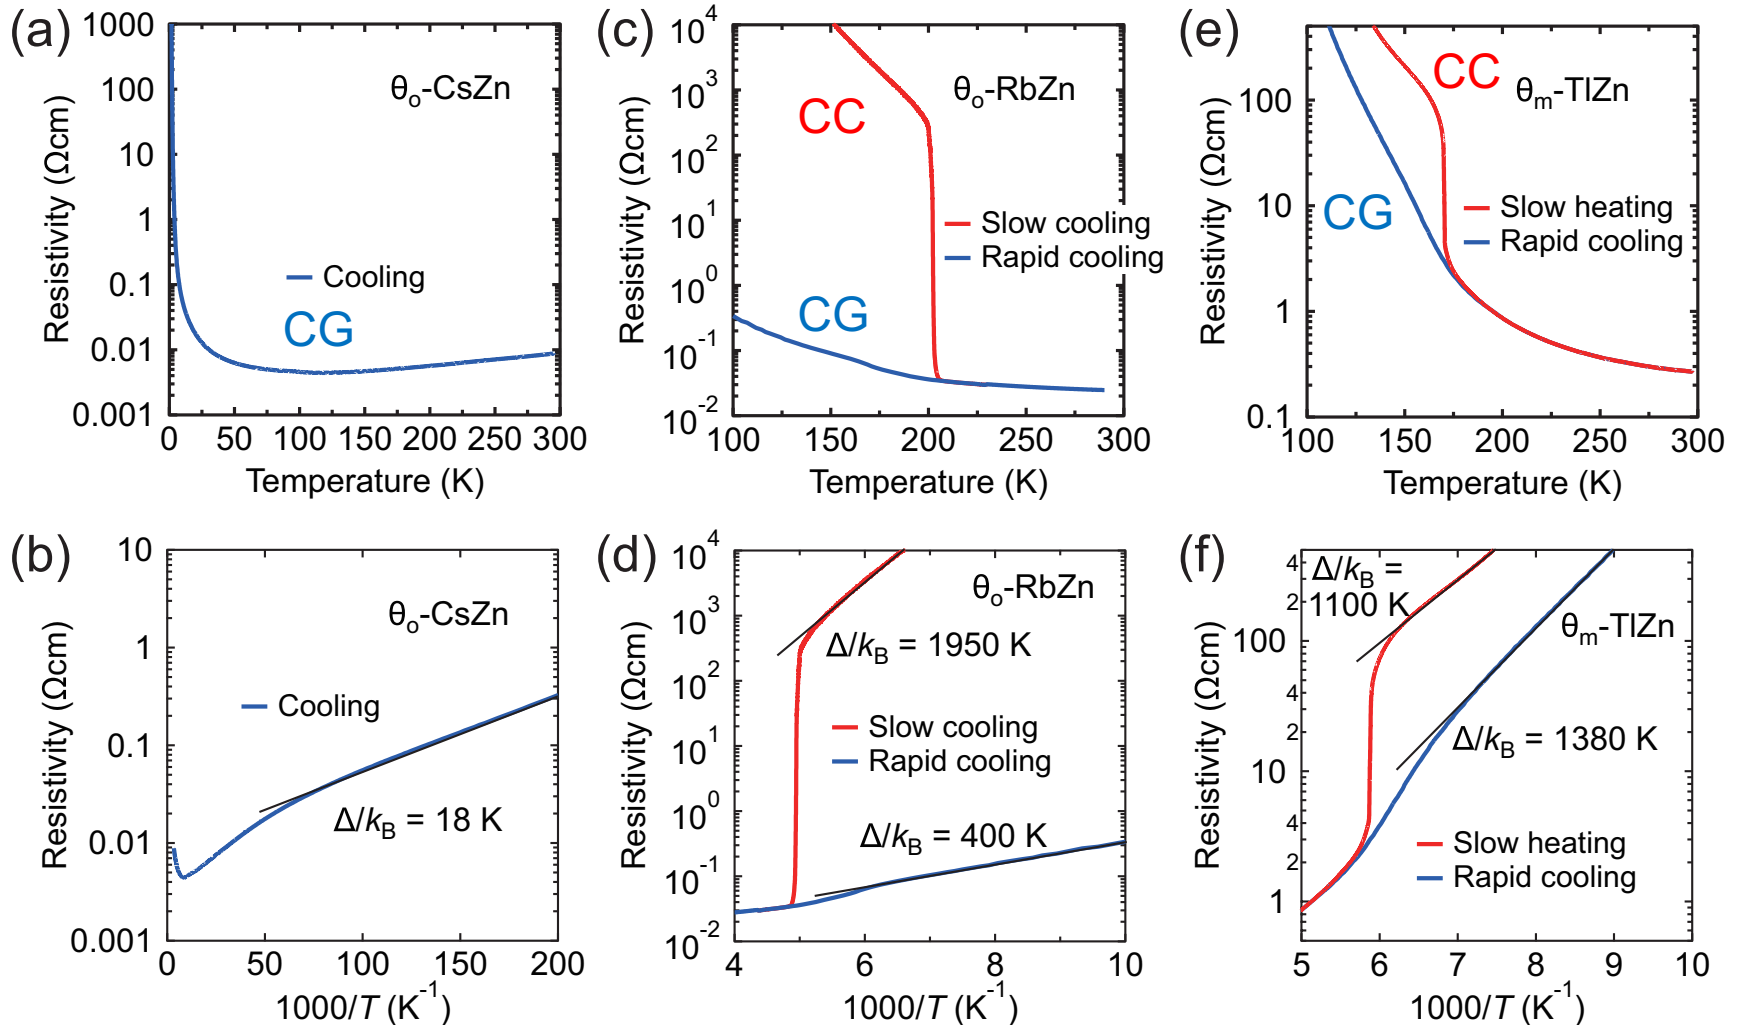 (a)
1000
100
10
1
0.1
0.01
0.001
Resistivity (Ωcm)
θo-CsZn
Cooling
CG
0 50 100 150 200 250 300
Temperature (K)
(c)
10^4
10^3
10^2
10^1
10^0
10^-1
10^-2
Resistivity (Ωcm)
θo-RbZn
CC
Slow cooling
Rapid cooling
CG
100 150 200 250 300
Temperature (K)
(e)
100
10
1
0.1
Resistivity (Ωcm)
CC
θm-TlZn
CG
Slow heating
Rapid cooling
100 150 200 250 300
Temperature (K)
(b)
10
1
0.1
0.01
0.001
Resistivity (Ωcm)
θo-CsZn
Cooling
Δ/kB = 18 K
0 50 100 150 200
1000/T (K^-1)
(d)
10^4
10^3
10^2
10^1
10^0
10^-1
10^-2
Resistivity (Ωcm)
θo-RbZn
Δ/kB = 1950 K
Slow cooling
Rapid cooling
Δ/kB = 400 K
4 6 8 10
1000/T (K^-1)
(f)
4
2
100
4
2
10
4
2
1
Resistivity (Ωcm)
Δ/kB =
1100 K
θm-TlZn
Δ/kB = 1380 K
Slow heating
Rapid cooling
5 6 7 8 9 10
1000/T (K^-1)